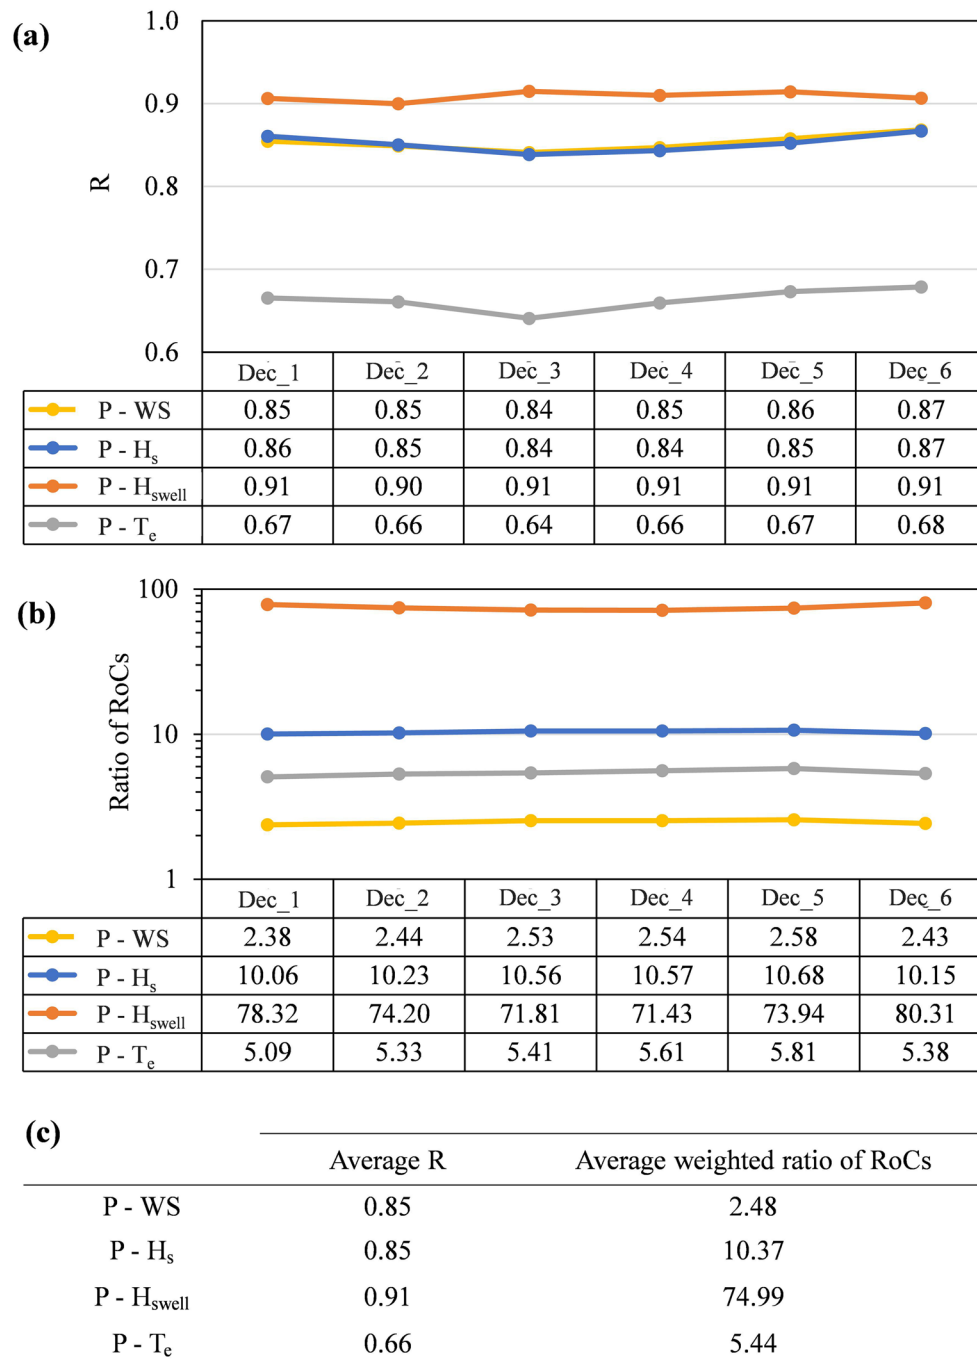 (a)
1.0
0.9
0.8
0.7
0.6
R
Dec_1 Dec_2 Dec_3 Dec_4 Dec_5 Dec_6
P - WS 0.85 0.85 0.84 0.85 0.86 0.87
P - Hs 0.86 0.85 0.84 0.84 0.85 0.87
P - Hswell 0.91 0.90 0.91 0.91 0.91 0.91
P - Te 0.67 0.66 0.64 0.66 0.67 0.68
(b)
100
10
1
Ratio of RoCs
Dec_1 Dec_2 Dec_3 Dec_4 Dec_5 Dec_6
P - WS 2.38 2.44 2.53 2.54 2.58 2.43
P - Hs 10.06 10.23 10.56 10.57 10.68 10.15
P - Hswell 78.32 74.20 71.81 71.43 73.94 80.31
P - Te 5.09 5.33 5.41 5.61 5.81 5.38
(c)
Average R Average weighted ratio of RoCs
P - WS 0.85 2.48
P - Hs 0.85 10.37
P - Hswell 0.91 74.99
P - Te 0.66 5.44